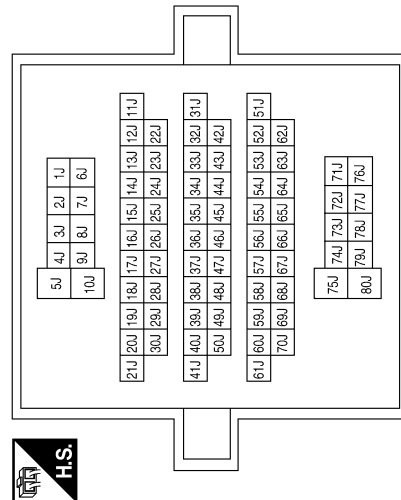 H.S.
5J 4J 3J 2J 1J
10J 9J 8J 7J 6J
21J 20J 19J 18J 17J 16J 15J 14J 13J 12J 11J
30J 29J 28J 27J 26J 25J 24J 23J 22J
41J 40J 39J 38J 37J 36J 35J 34J 33J 32J 31J
50J 49J 48J 47J 46J 45J 44J 43J 42J
61J 60J 59J 58J 57J 56J 55J 54J 53J 52J 51J
70J 69J 68J 67J 66J 65J 64J 63J 62J
75J 74J 73J 72J 71J
80J 79J 78J 77J 76J